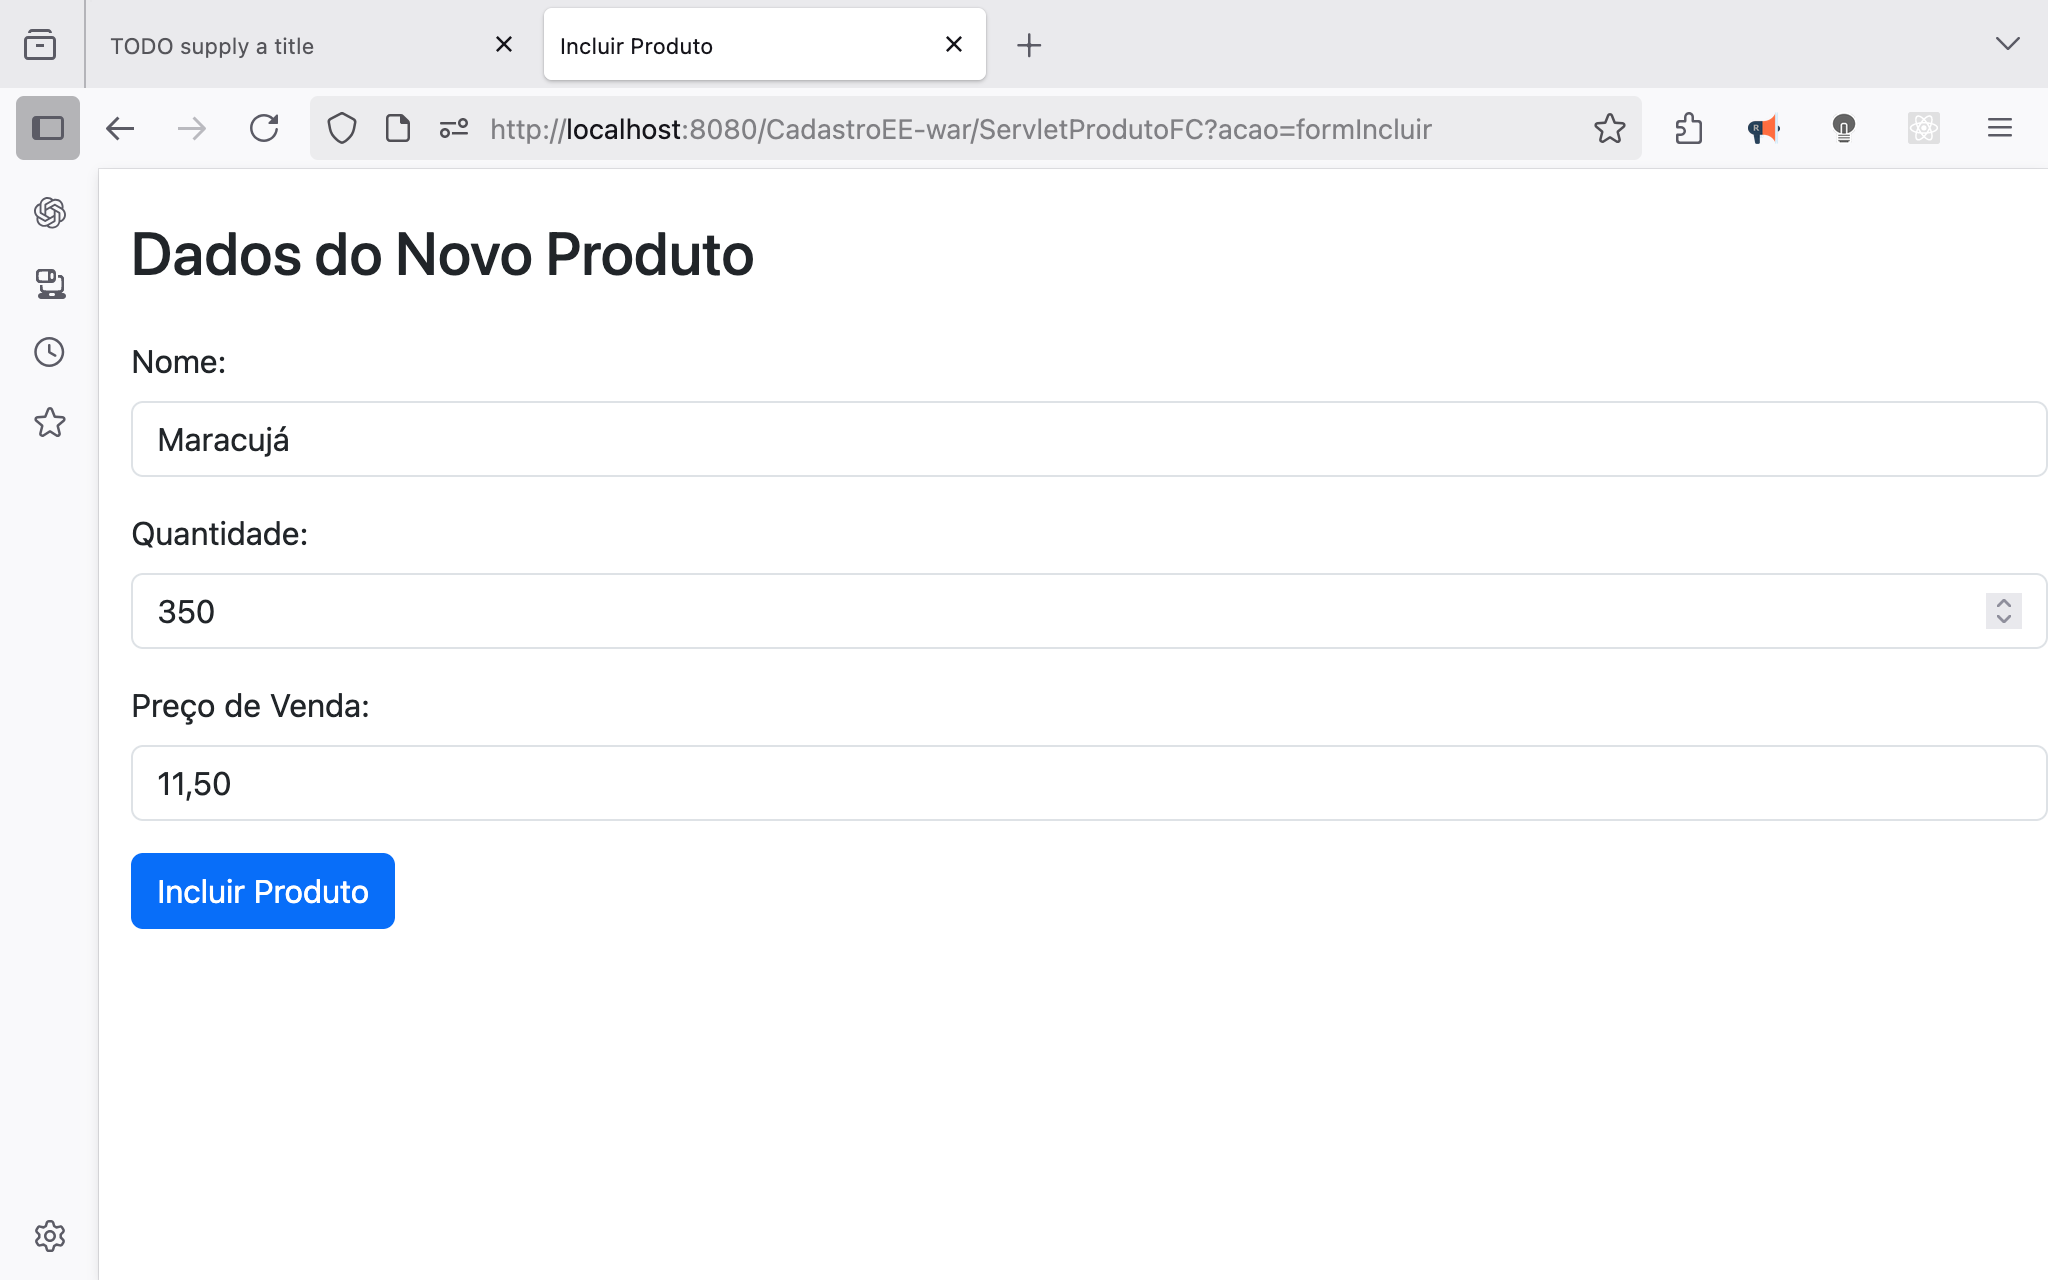 TODO supply a title
Incluir Produto
http://localhost:8080/CadastroEE-war/ServletProdutoFC?acao=formIncluir
Dados do Novo Produto
Nome:
Maracujá
Quantidade:
350
Preço de Venda:
11,50
Incluir Produto